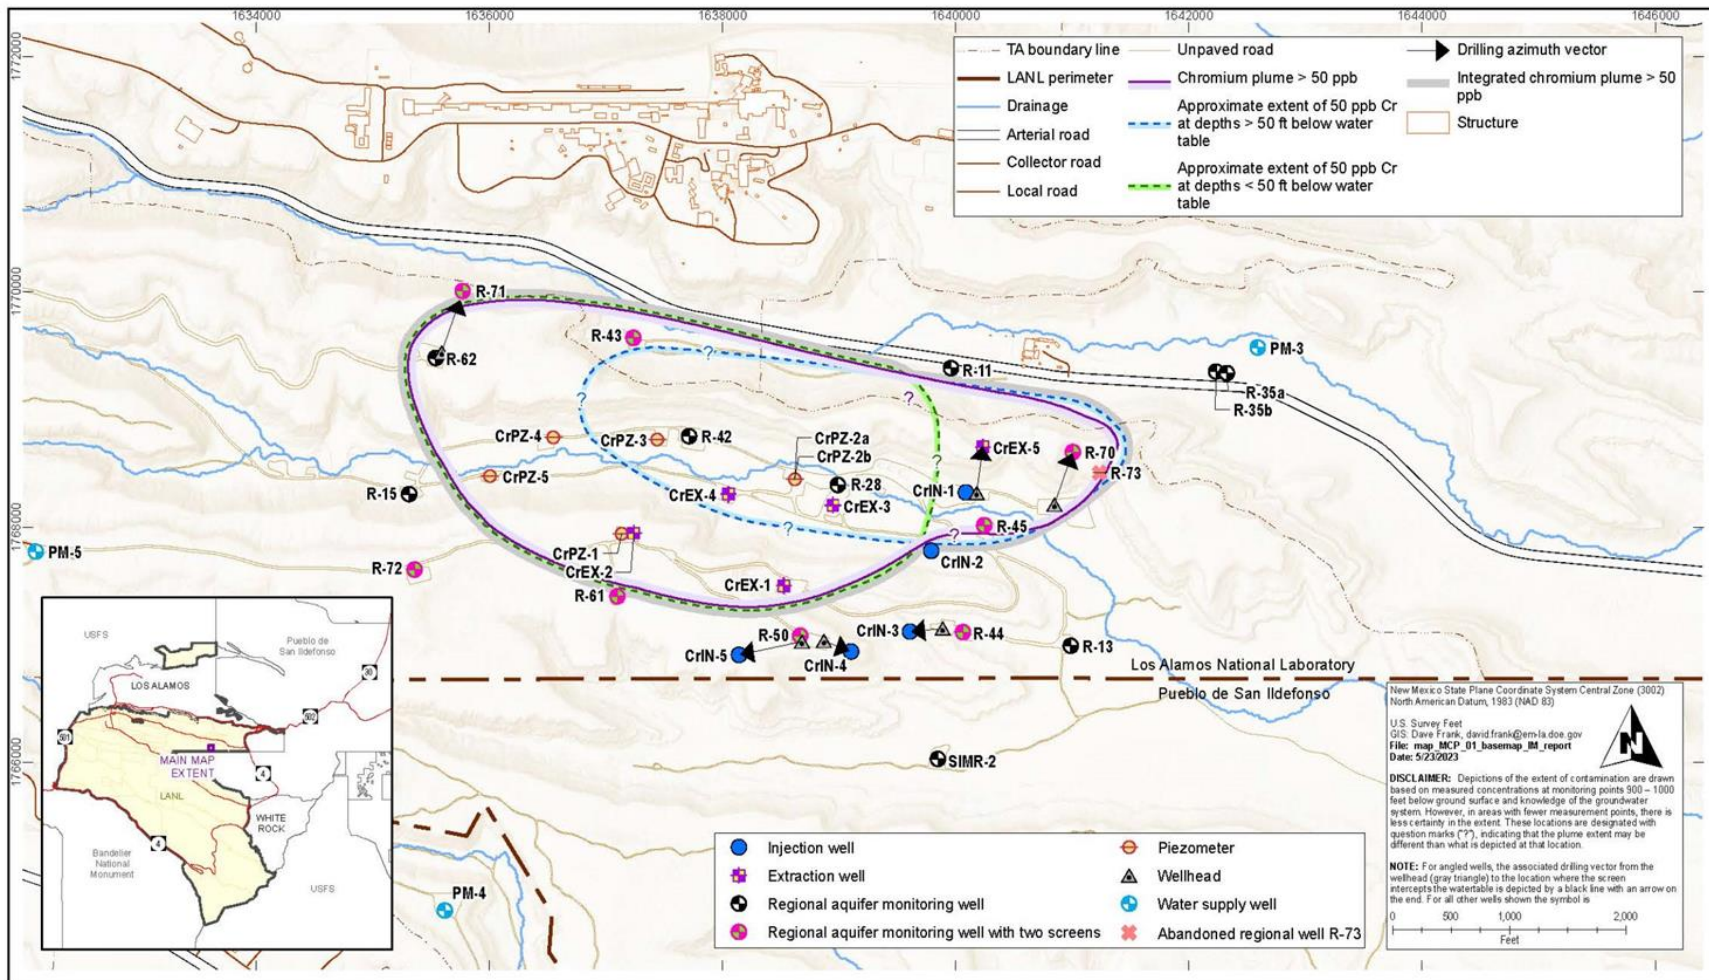 1634000
1636000
1638000
1640000
1642000
1644000
1646000
1772000
1770000
1768000
1766000
TA boundary line
LANL perimeter
Drainage
Arterial road
Collector road
Local road
Unpaved road
Chromium plume > 50 ppb
Approximate extent of 50 ppb Cr
at depths > 50 ft below water
table
Approximate extent of 50 ppb Cr
at depths < 50 ft below water
table
Drilling azimuth vector
Integrated chromium plume > 50
ppb
Structure
R-71
R-62
R-43
?
R-11
PM-3
R-35a
R-35b
?
?
CrPZ-4
CrPZ-3
R-42
CrPZ-2a
CrPZ-2b
?
CrEX-5
R-70
R-73
CrPZ-5
R-15
CrEX-4
R-28
CrEX-3
CrIN-1
R-45
?
?
PM-5
CrPZ-1
CrEX-2
CrIN-2
R-72
CrEX-1
R-61
R-50
CrIN-3
R-44
CrIN-5
CrIN-4
R-13
Los Alamos National Laboratory
Pueblo de San Ildefonso
SIMR-2
PM-4
USFS
Pueblo de
San Ildefonso
30
LOS ALAMOS
502
501
MAIN MAP
EXTENT
4
LANL
WHITE
ROCK
4
Bandelier
National
Monument
USFS
Injection well
Extraction well
Regional aquifer monitoring well
Regional aquifer monitoring well with two screens
Piezometer
Wellhead
Water supply well
Abandoned regional well R-73
New Mexico State Plane Coordinate System Central Zone (3002)
North American Datum, 1983 (NAD 83)
U.S. Survey Feet
GIS: Dave Frank, david.frank@em-la.doe.gov
File: map_MCP_01_basemap_IM_report
Date: 5/23/2023
N
DISCLAIMER: Depictions of the extent of contamination are drawn
based on measured concentrations at monitoring points 900 – 1000
feet below ground surface and knowledge of the groundwater
system. However, in areas with fewer measurement points, there is
less certainty in the extent. These locations are designated with
question marks ("?"), indicating that the plume extent may be
different than what is depicted at that location.
NOTE: For angled wells, the associated drilling vector from the
wellhead (gray triangle) to the location where the screen
intercepts the watertable is depicted by a black line with an arrow on
the end. For all other wells shown the symbol is
0 500 1,000 2,000
Feet